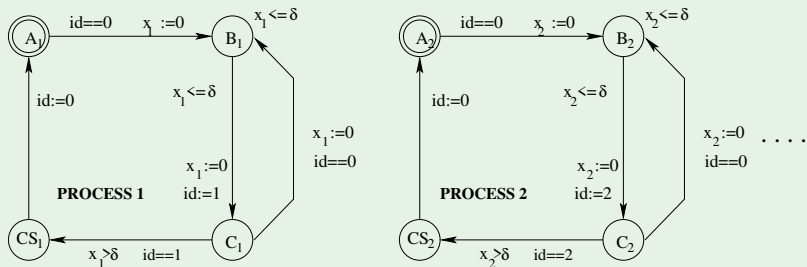 x₁<=δ
id==0 x₁:=0
A₁
B₁
x₁<=δ
id:=0
x₁:=0
id==0
x₁:=0
id:=1
PROCESS 1
CS₁
C₁
x₁>δ id==1
x₂<=δ
id==0 x₂:=0
A₂
B₂
x₂<=δ
id:=0
x₂:=0
id==0
. . . .
x₂:=0
id:=2
PROCESS 2
CS₂
C₂
x₂>δ id==2